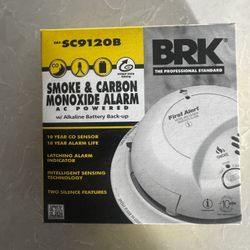 SC9120B
BRK
THE PROFESSIONAL STANDARD
SMOKE & CARBON
MONOXIDE ALARM
AC POWERED
w/ Alkaline Battery Back-up
10 YEAR CO SENSOR
10 YEAR ALARM LIFE
LATCHING ALARM
INDICATOR
INTELLIGENT SENSING
TECHNOLOGY
TWO SILENCE FEATURES
First Alert